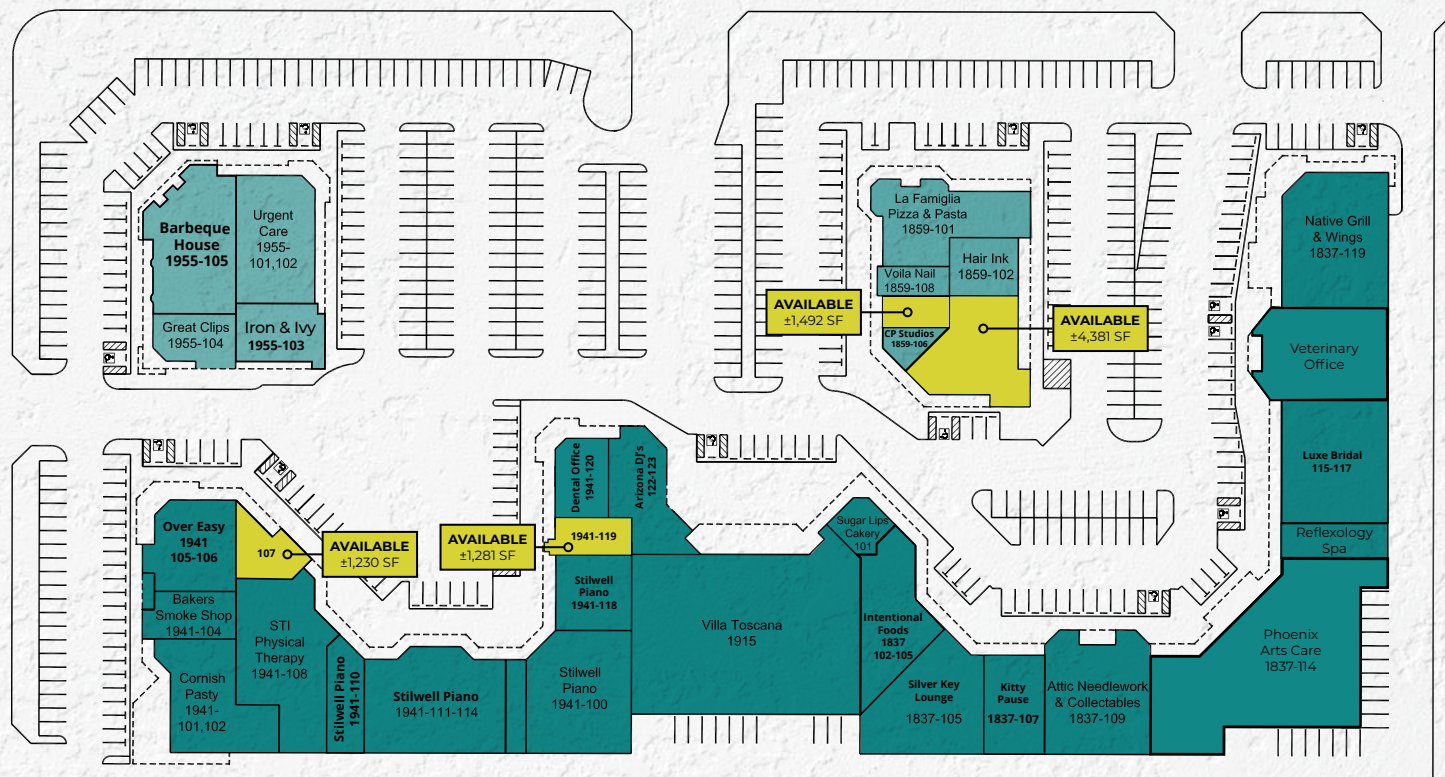 Barbeque
House
1955-105
Urgent
Care
1955-
101,102
Great Clips
1955-104
Iron & Ivy
1955-103
La Famiglia
Pizza & Pasta
1859-101
Hair Ink
1859-102
Voila Nail
1859-108
AVAILABLE
±1,492 SF
CP Studios
1859-106
AVAILABLE
±4,381 SF
Native Grill
& Wings
1837-119
Veterinary
Office
Luxe Bridal
115-117
Reflexology
Spa
Phoenix
Arts Care
1837-114
Over Easy
1941
105-106
107
AVAILABLE
±1,230 SF
Bakers
Smoke Shop
1941-104
Cornish
Pasty
1941-
101,102
STI
Physical
Therapy
1941-108
Stilwell Piano
1941-110
Stilwell Piano
1941-111-114
AVAILABLE
±1,281 SF
Dental Office
1941-120
Arizona DJ's
122-123
1941-119
Stilwell
Piano
1941-118
Stilwell
Piano
1941-100
Villa Toscana
1915
Sugar Lips
Cakery
101
Intentional
Foods
1837
102-105
Silver Key
Lounge
1837-105
Kitty
Pause
1837-107
Attic Needlework
& Collectables
1837-109